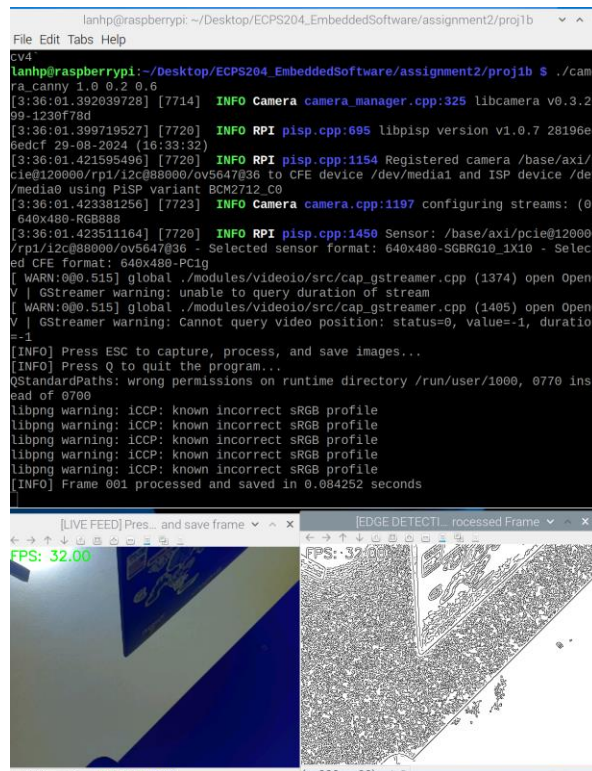 lanhp@raspberrypi: ~/Desktop/ECPS204_EmbeddedSoftware/assignment2/proj1b
File Edit Tabs Help
cv4`
lanhp@raspberrypi:~/Desktop/ECPS204_EmbeddedSoftware/assignment2/proj1b $ ./cam
ra_canny 1.0 0.2 0.6
[3:36:01.392039728] [7714] INFO Camera camera_manager.cpp:325 libcamera v0.3.2
99-1230f78d
[3:36:01.399719527] [7720] INFO RPI pisp.cpp:695 libpisp version v1.0.7 28196e
6edcf 29-08-2024 (16:33:32)
[3:36:01.421595496] [7720] INFO RPI pisp.cpp:1154 Registered camera /base/axi/
cie@120000/rp1/i2c@88000/ov5647@36 to CFE device /dev/media1 and ISP device /de
/media0 using PiSP variant BCM2712_C0
[3:36:01.423381256] [7723] INFO Camera camera.cpp:1197 configuring streams: (0
640x480-RGB888
[3:36:01.423511164] [7720] INFO RPI pisp.cpp:1450 Sensor: /base/axi/pcie@12000
/rp1/i2c@88000/ov5647@36 - Selected sensor format: 640x480-SGBRG10_1X10 - Selec
ed CFE format: 640x480-PC1g
[ WARN:0@0.515] global ./modules/videoio/src/cap_gstreamer.cpp (1374) open Open
V | GStreamer warning: unable to query duration of stream
[ WARN:0@0.515] global ./modules/videoio/src/cap_gstreamer.cpp (1405) open Open
V | GStreamer warning: Cannot query video position: status=0, value=-1, duratio
=-1
[INFO] Press ESC to capture, process, and save images...
[INFO] Press Q to quit the program...
QStandardPaths: wrong permissions on runtime directory /run/user/1000, 0770 ins
ead of 0700
libpng warning: iCCP: known incorrect sRGB profile
libpng warning: iCCP: known incorrect sRGB profile
libpng warning: iCCP: known incorrect sRGB profile
libpng warning: iCCP: known incorrect sRGB profile
libpng warning: iCCP: known incorrect sRGB profile
[INFO] Frame 001 processed and saved in 0.084252 seconds
[LIVE FEED] Pres... and save frame
[EDGE DETECTI... rocessed Frame
FPS: 32.00
FPS: 32.00